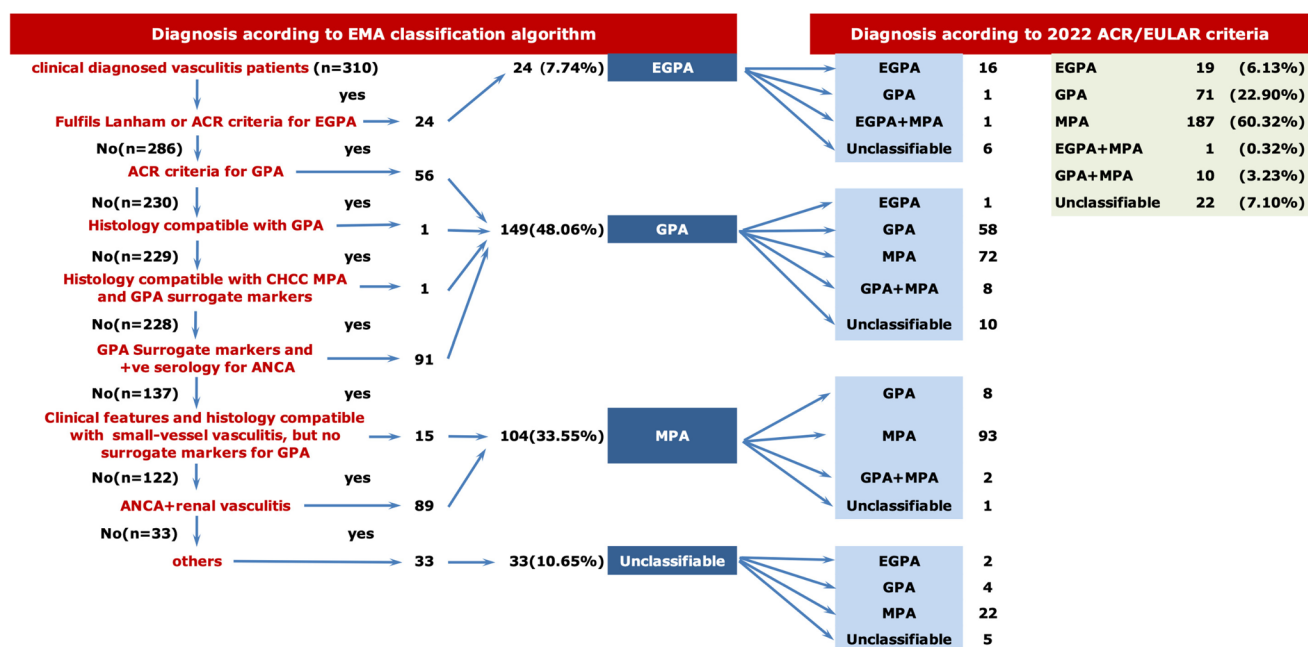 Diagnosis acording to EMA classification algorithm
clinical diagnosed vasculitis patients (n=310)
yes
Fulfils Lanham or ACR criteria for EGPA
24
24 (7.74%)
EGPA
No(n=286)
yes
ACR criteria for GPA
56
No(n=230)
yes
Histology compatible with GPA
1
149(48.06%)
GPA
No(n=229)
yes
Histology compatible with CHCC MPA
and GPA surrogate markers
1
No(n=228)
yes
GPA Surrogate markers and
+ve serology for ANCA
91
No(n=137)
yes
Clinical features and histology compatible
with small-vessel vasculitis, but no
surrogate markers for GPA
15
104(33.55%)
MPA
No(n=122)
yes
ANCA+renal vasculitis
89
No(n=33)
yes
others
33
33(10.65%)
Unclassifiable
Diagnosis acording to 2022 ACR/EULAR criteria
EGPA 16
GPA 1
EGPA+MPA 1
Unclassifiable 6
EGPA 1
GPA 58
MPA 72
GPA+MPA 8
Unclassifiable 10
GPA 8
MPA 93
GPA+MPA 2
Unclassifiable 1
EGPA 2
GPA 4
MPA 22
Unclassifiable 5
EGPA 19 (6.13%)
GPA 71 (22.90%)
MPA 187 (60.32%)
EGPA+MPA 1 (0.32%)
GPA+MPA 10 (3.23%)
Unclassifiable 22 (7.10%)